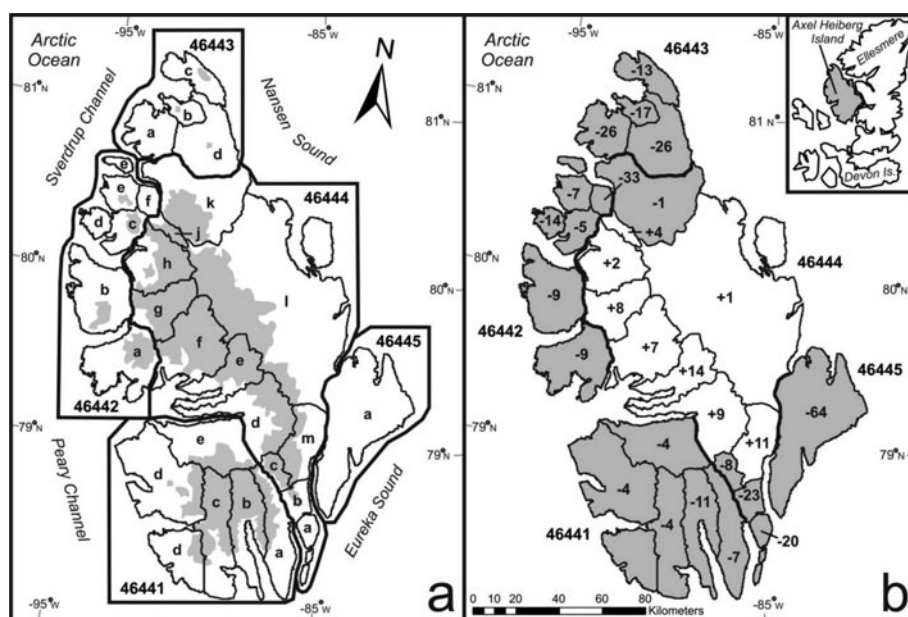 -95°W
-85°W
Arctic
Ocean
81°N
Sverdrup Channel
46443
c
b
a
d
N
Nansen Sound
81°N
e
e
f
d
c
k
j
46444
80°N
h
b
g
l
80°N
a
f
e
46445
46442
79°N
a
d
m
e
Peary Channel
c
d
c
b
b
a
79°N
Eureka Sound
d
a
46441
-95°W
-85°W
a
-95°W
-85°W
Arctic
Ocean
46443
81°N
-13
-17
-26
-26
81°N
Axel Heiberg
Island
Ellesmere
Devon Is.
-33
-7
-1
-14
-5
+4
46444
80°N
+2
-9
+8
+1
80°N
46442
+7
-9
+14
46445
79°N
+9
-64
+11
-4
-8
79°N
-4
-23
-11
-4
46441
-20
-7
-85°W
0 10 20 40 60 80
Kilometers
b